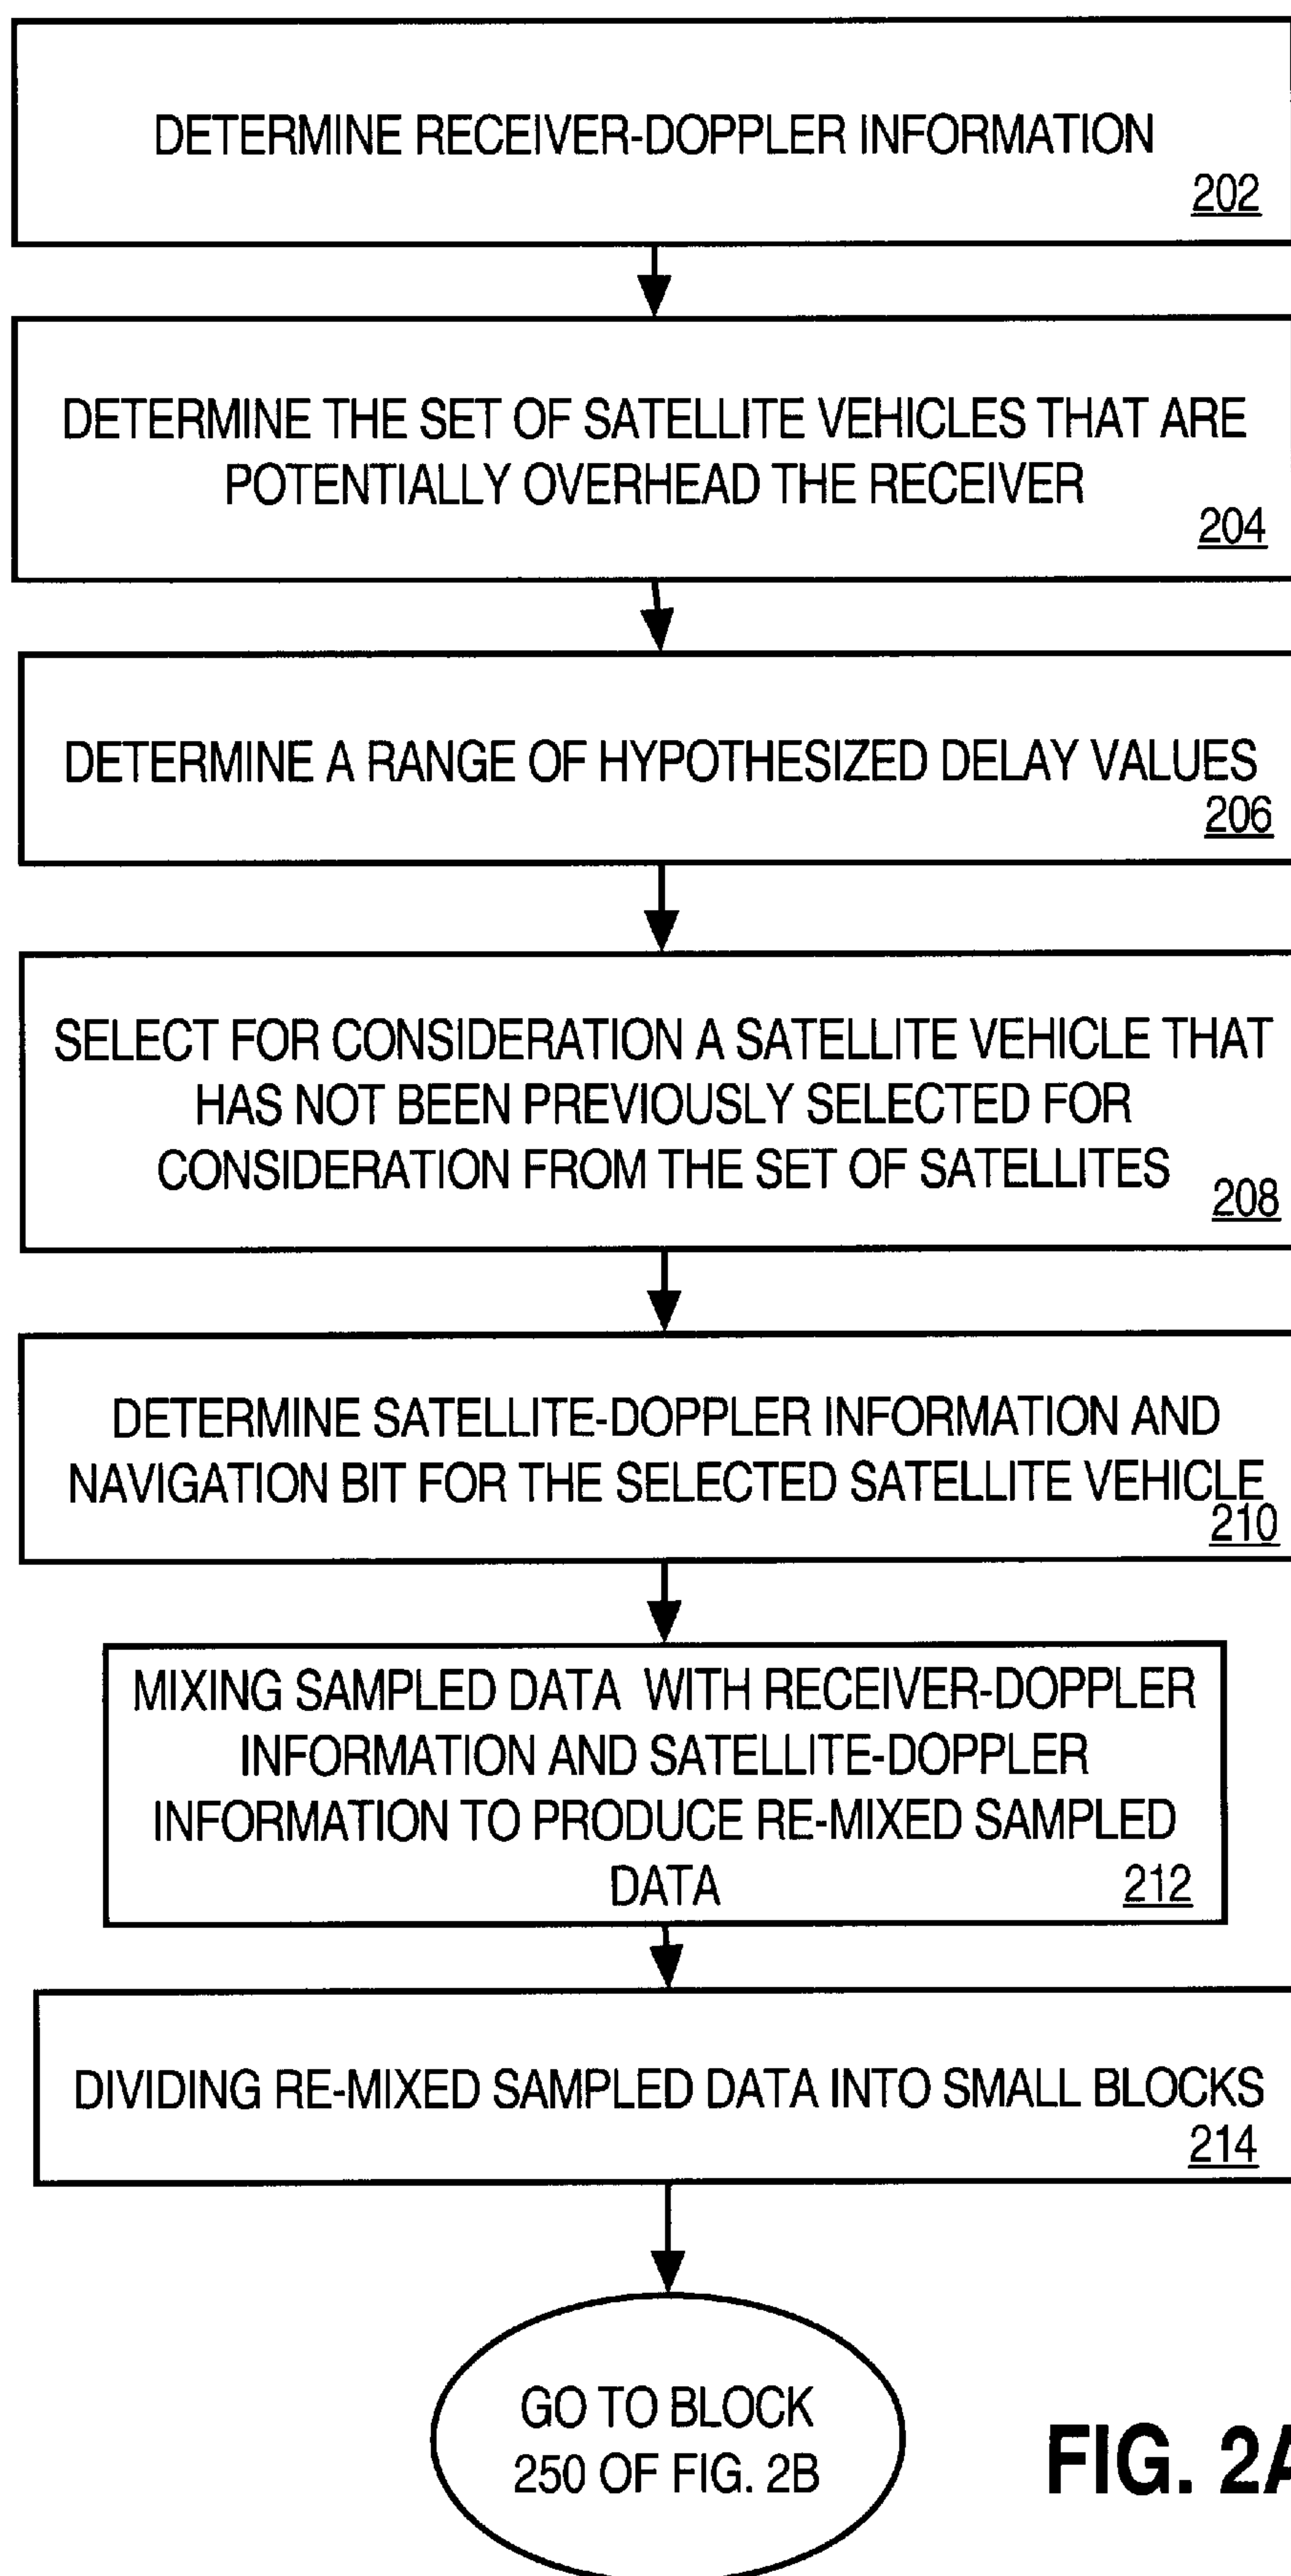 DETERMINE RECEIVER-DOPPLER INFORMATION
202
DETERMINE THE SET OF SATELLITE VEHICLES THAT ARE
POTENTIALLY OVERHEAD THE RECEIVER
204
DETERMINE A RANGE OF HYPOTHESIZED DELAY VALUES
206
SELECT FOR CONSIDERATION A SATELLITE VEHICLE THAT
HAS NOT BEEN PREVIOUSLY SELECTED FOR
CONSIDERATION FROM THE SET OF SATELLITES
208
DETERMINE SATELLITE-DOPPLER INFORMATION AND
NAVIGATION BIT FOR THE SELECTED SATELLITE VEHICLE
210
MIXING SAMPLED DATA WITH RECEIVER-DOPPLER
INFORMATION AND SATELLITE-DOPPLER
INFORMATION TO PRODUCE RE-MIXED SAMPLED
DATA
212
DIVIDING RE-MIXED SAMPLED DATA INTO SMALL BLOCKS
214
GO TO BLOCK
250 OF FIG. 2B
FIG. 2A